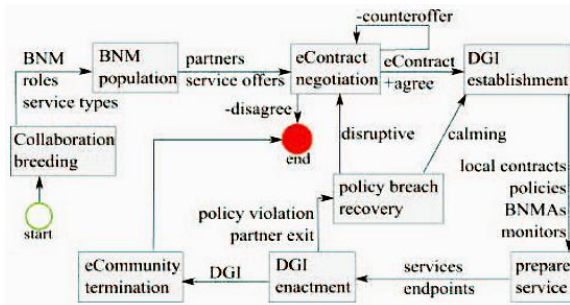 -counteroffer
BNM
roles
service types
BNM
population
partners
service offers
eContract
negotiation
eContract
+agree
DGI
establishment
-disagree
end
Collaboration
breeding
start
disruptive
calming
policy breach
recovery
local contracts
policies
BNMAs
monitors
policy violation
partner exit
eCommunity
termination
DGI
DGI
enactment
services
endpoints
prepare
service